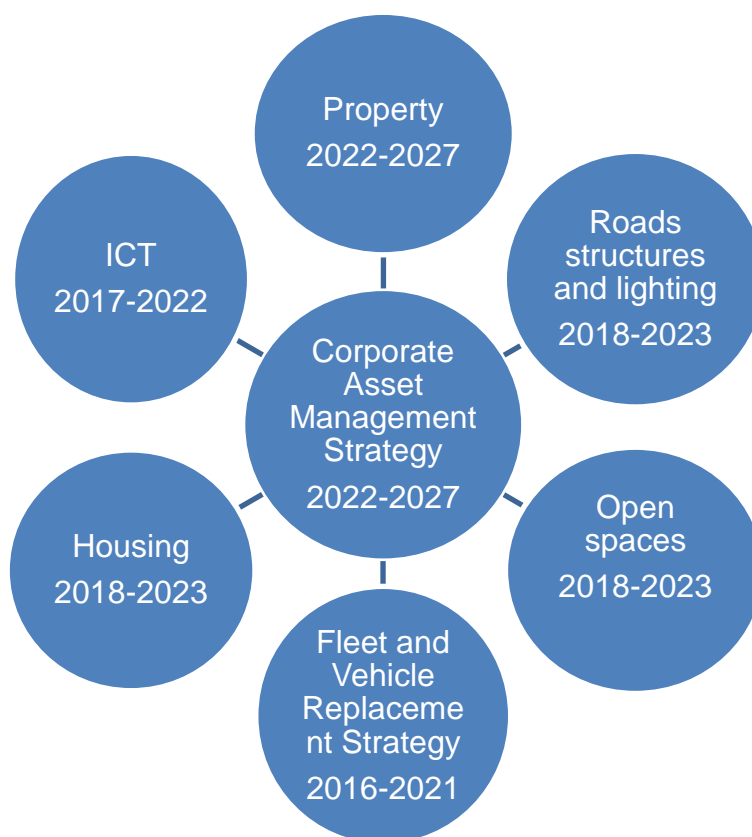 Property
2022-2027
Roads
structures
and lighting
2018-2023
ICT
2017-2022
Corporate
Asset
Management
Strategy
2022-2027
Open
spaces
2018-2023
Housing
2018-2023
Fleet and
Vehicle
Replaceme
nt Strategy
2016-2021